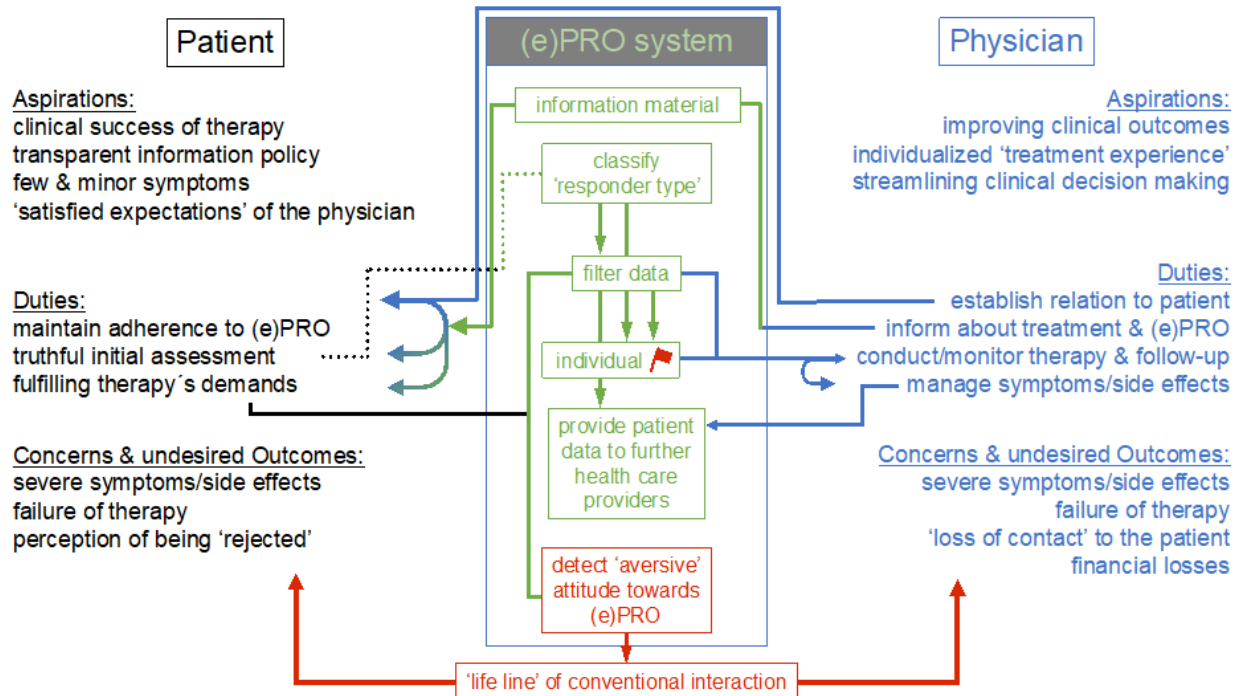 Patient
(e)PRO system
Physician
Aspirations:
clinical success of therapy
transparent information policy
few & minor symptoms
‘satisfied expectations’ of the physician
Duties:
maintain adherence to (e)PRO
truthful initial assessment
fulfilling therapy´s demands
Concerns & undesired Outcomes:
severe symptoms/side effects
failure of therapy
perception of being ‘rejected’
information material
classify
‘responder type’
filter data
individual
provide patient
data to further
health care
providers
detect ‘aversive’
attitude towards
(e)PRO
‘life line’ of conventional interaction
Aspirations:
improving clinical outcomes
individualized ‘treatment experience’
streamlining clinical decision making
Duties:
establish relation to patient
inform about treatment & (e)PRO
conduct/monitor therapy & follow-up
manage symptoms/side effects
Concerns & undesired Outcomes:
severe symptoms/side effects
failure of therapy
‘loss of contact’ to the patient
financial losses